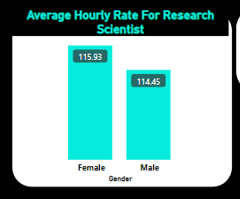 Average Hourly Rate For Research
Scientist
115.93
114.45
Female
Male
Gender